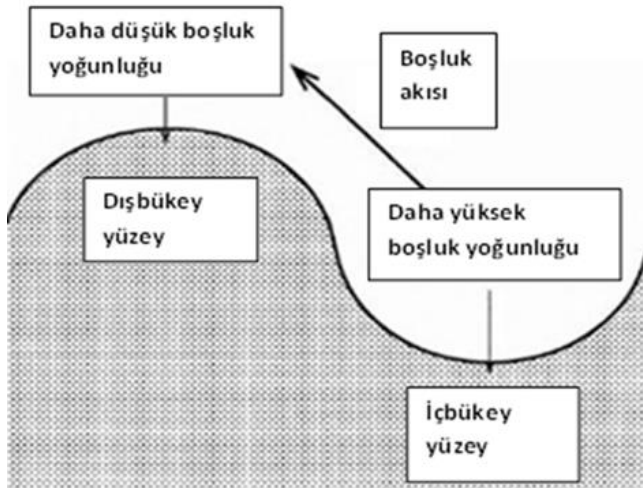 Daha düşük boşluk
yoğunluğu
Boşluk
akısı
Dışbükey
yüzey
Daha yüksek
boşluk yoğunluğu
İçbükey
yüzey